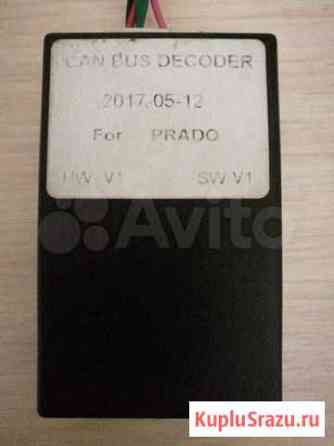 CAN BUS DECODER
2017-05-12
For PRADO
HW V1 SW V1
Avito
KupluSrazu.ru